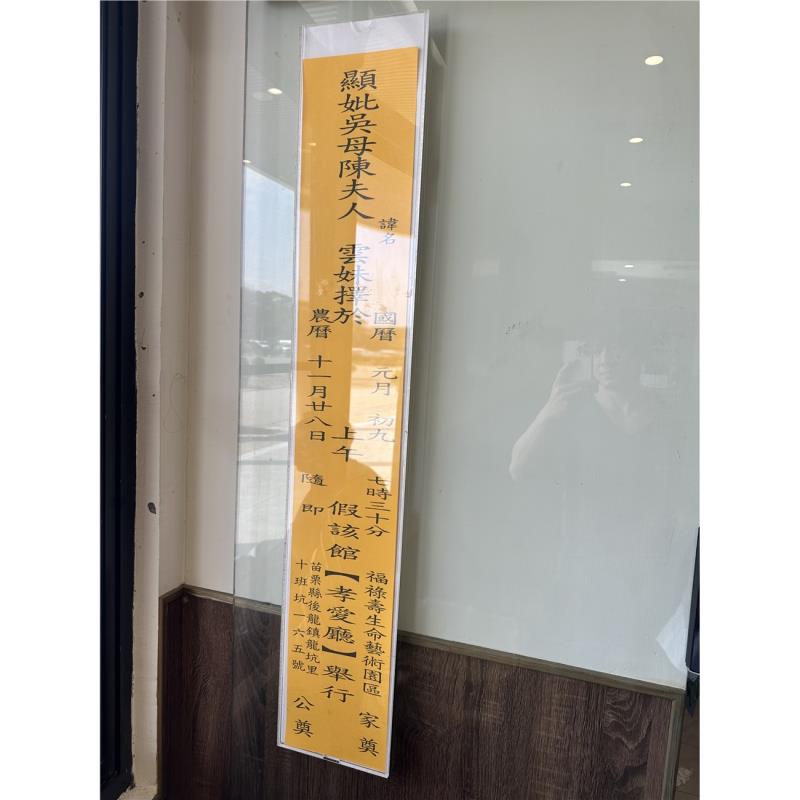 顯妣吳母陳夫人
諱名
雲妹擇於
國曆 元月 初九
農曆 十一月廿八日
上午
七時三十分
隨即
假該館【孝愛廳】舉行
福祿壽生命藝術園區
苗栗縣後龍鎮龍坑里
十班坑一六五號
家奠
公奠